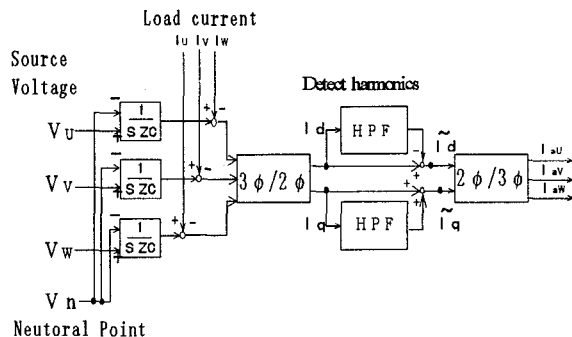 Load current
Iu Iv Iw
Source
Voltage
Detect harmonics
VU
1
SZC
VV
1
SZC
VW
1
SZC
Vn
Neutoral Point
3φ/2φ
Id
HPF
Ĩd
Iq
HPF
Ĩq
2φ/3φ
IaU
IaV
IaW